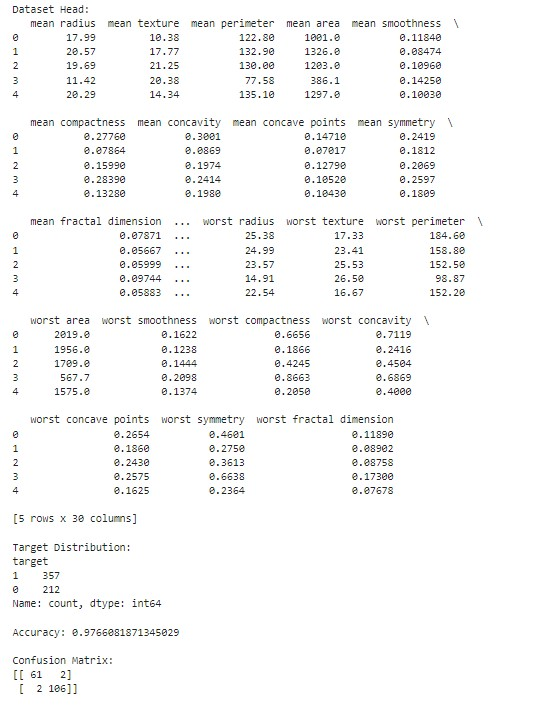 Dataset Head:
   mean radius  mean texture  mean perimeter  mean area  mean smoothness  \
0        17.99         10.38          122.80     1001.0          0.11840
1        20.57         17.77          132.90     1326.0          0.08474
2        19.69         21.25          130.00     1203.0          0.10960
3        11.42         20.38           77.58      386.1          0.14250
4        20.29         14.34          135.10     1297.0          0.10030
   mean compactness  mean concavity  mean concave points  mean symmetry  \
0           0.27760          0.3001              0.14710         0.2419
1           0.07864          0.0869              0.07017         0.1812
2           0.15990          0.1974              0.12790         0.2069
3           0.28390          0.2414              0.10520         0.2597
4           0.13280          0.1980              0.10430         0.1809
   mean fractal dimension  ...  worst radius  worst texture  worst perimeter  \
0                 0.07871  ...         25.38          17.33           184.60
1                 0.05667  ...         24.99          23.41           158.80
2                 0.05999  ...         23.57          25.53           152.50
3                 0.09744  ...         14.91          26.50            98.87
4                 0.05883  ...         22.54          16.67           152.20
   worst area  worst smoothness  worst compactness  worst concavity  \
0      2019.0            0.1622             0.6656           0.7119
1      1956.0            0.1238             0.1866           0.2416
2      1709.0            0.1444             0.4245           0.4504
3       567.7            0.2098             0.8663           0.6869
4      1575.0            0.1374             0.2050           0.4000
   worst concave points  worst symmetry  worst fractal dimension
0                0.2654          0.4601                  0.11890
1                0.1860          0.2750                  0.08902
2                0.2430          0.3613                  0.08758
3                0.2575          0.6638                  0.17300
4                0.1625          0.2364                  0.07678
[5 rows x 30 columns]
Target Distribution:
target
1    357
0    212
Name: count, dtype: int64
Accuracy: 0.9766081871345029
Confusion Matrix:
[[ 61   2]
 [  2 106]]